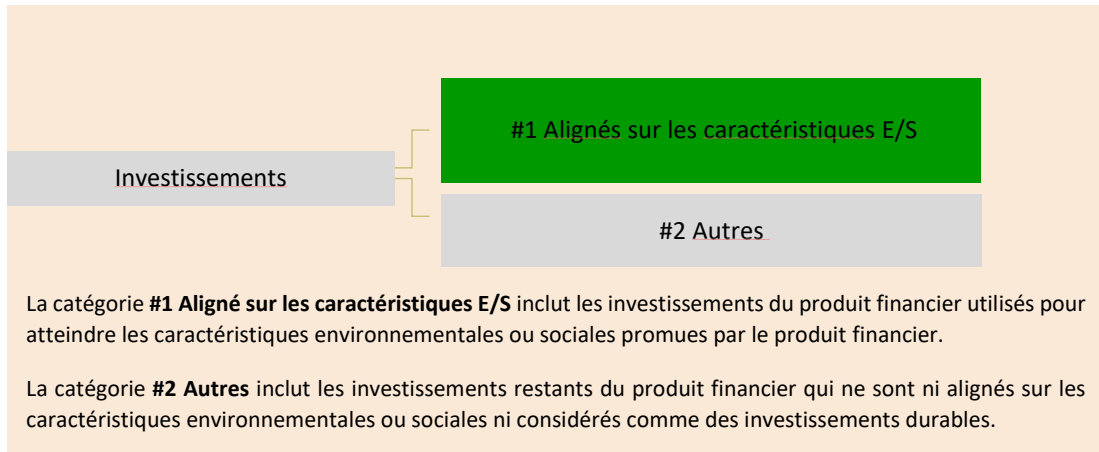 #1 Alignés sur les caractéristiques E/S
Investissements
#2 Autres
La catégorie #1 Aligné sur les caractéristiques E/S inclut les investissements du produit financier utilisés pour
atteindre les caractéristiques environnementales ou sociales promues par le produit financier.
La catégorie #2 Autres inclut les investissements restants du produit financier qui ne sont ni alignés sur les
caractéristiques environnementales ou sociales ni considérés comme des investissements durables.